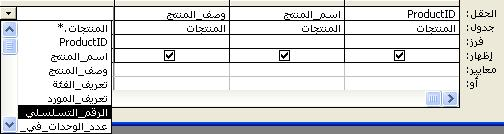 الحقل: ProductID اسم_المنتج وصف_المنتج
جدول: المنتجات المنتجات المنتجات
فرز:
إظهار:
معايير:
أو:
المنتجات.*
ProductID
اسم_المنتج
وصف_المنتج
تعريف_الفئة
تعريف_المورد
الرقم_التسلسلي
عدد_الوحدات_في_